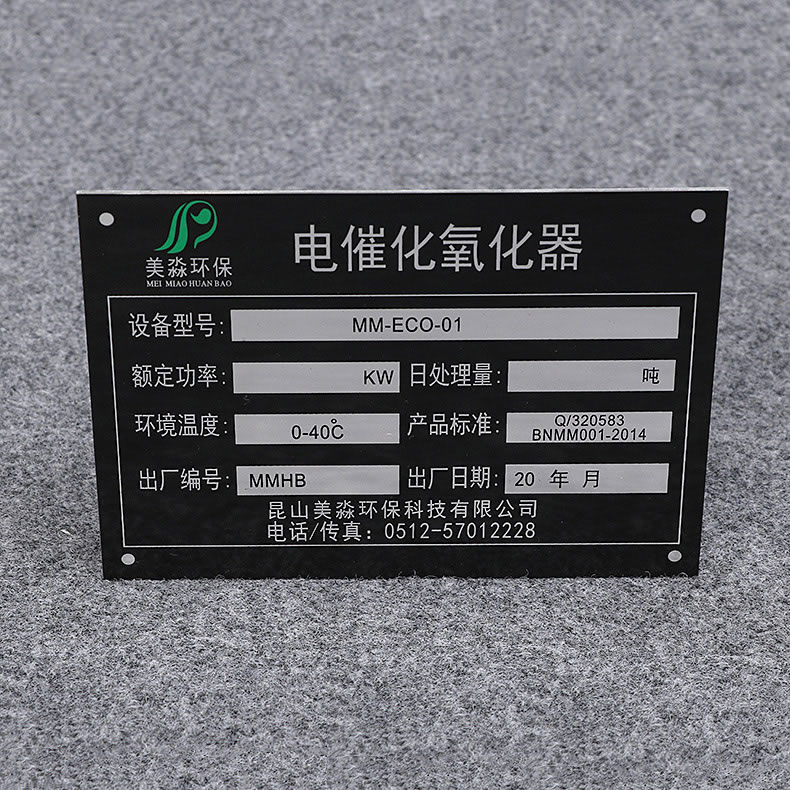 美淼环保
MEI MIAO HUAN BAO
电催化氧化器
设备型号: MM-ECO-01
额定功率: KW 日处理量: 吨
环境温度: 0-40℃ 产品标准: Q/320583
BNMM001-2014
出厂编号: MMHB 出厂日期: 20 年 月
昆山美淼环保科技有限公司
电话/传真: 0512-57012228